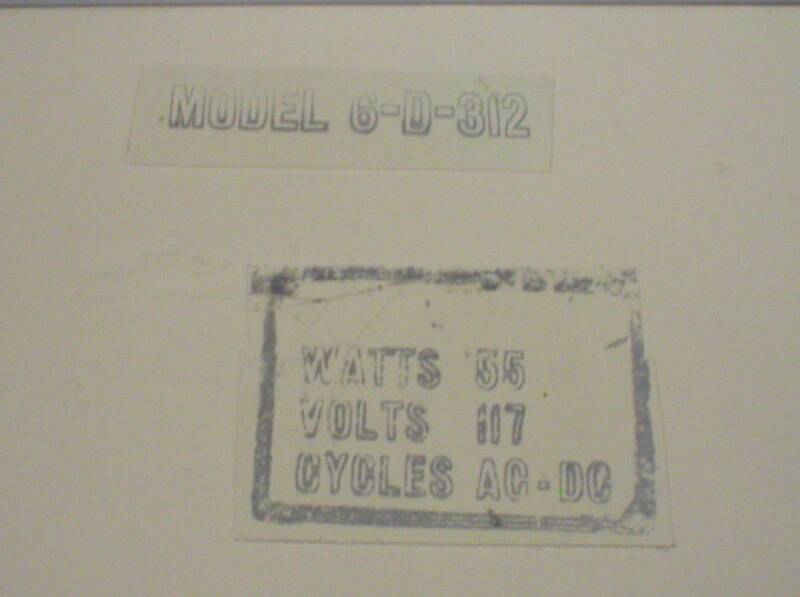 MODEL 6-D-312
WATTS 55
VOLTS 117
CYCLES AC-DC